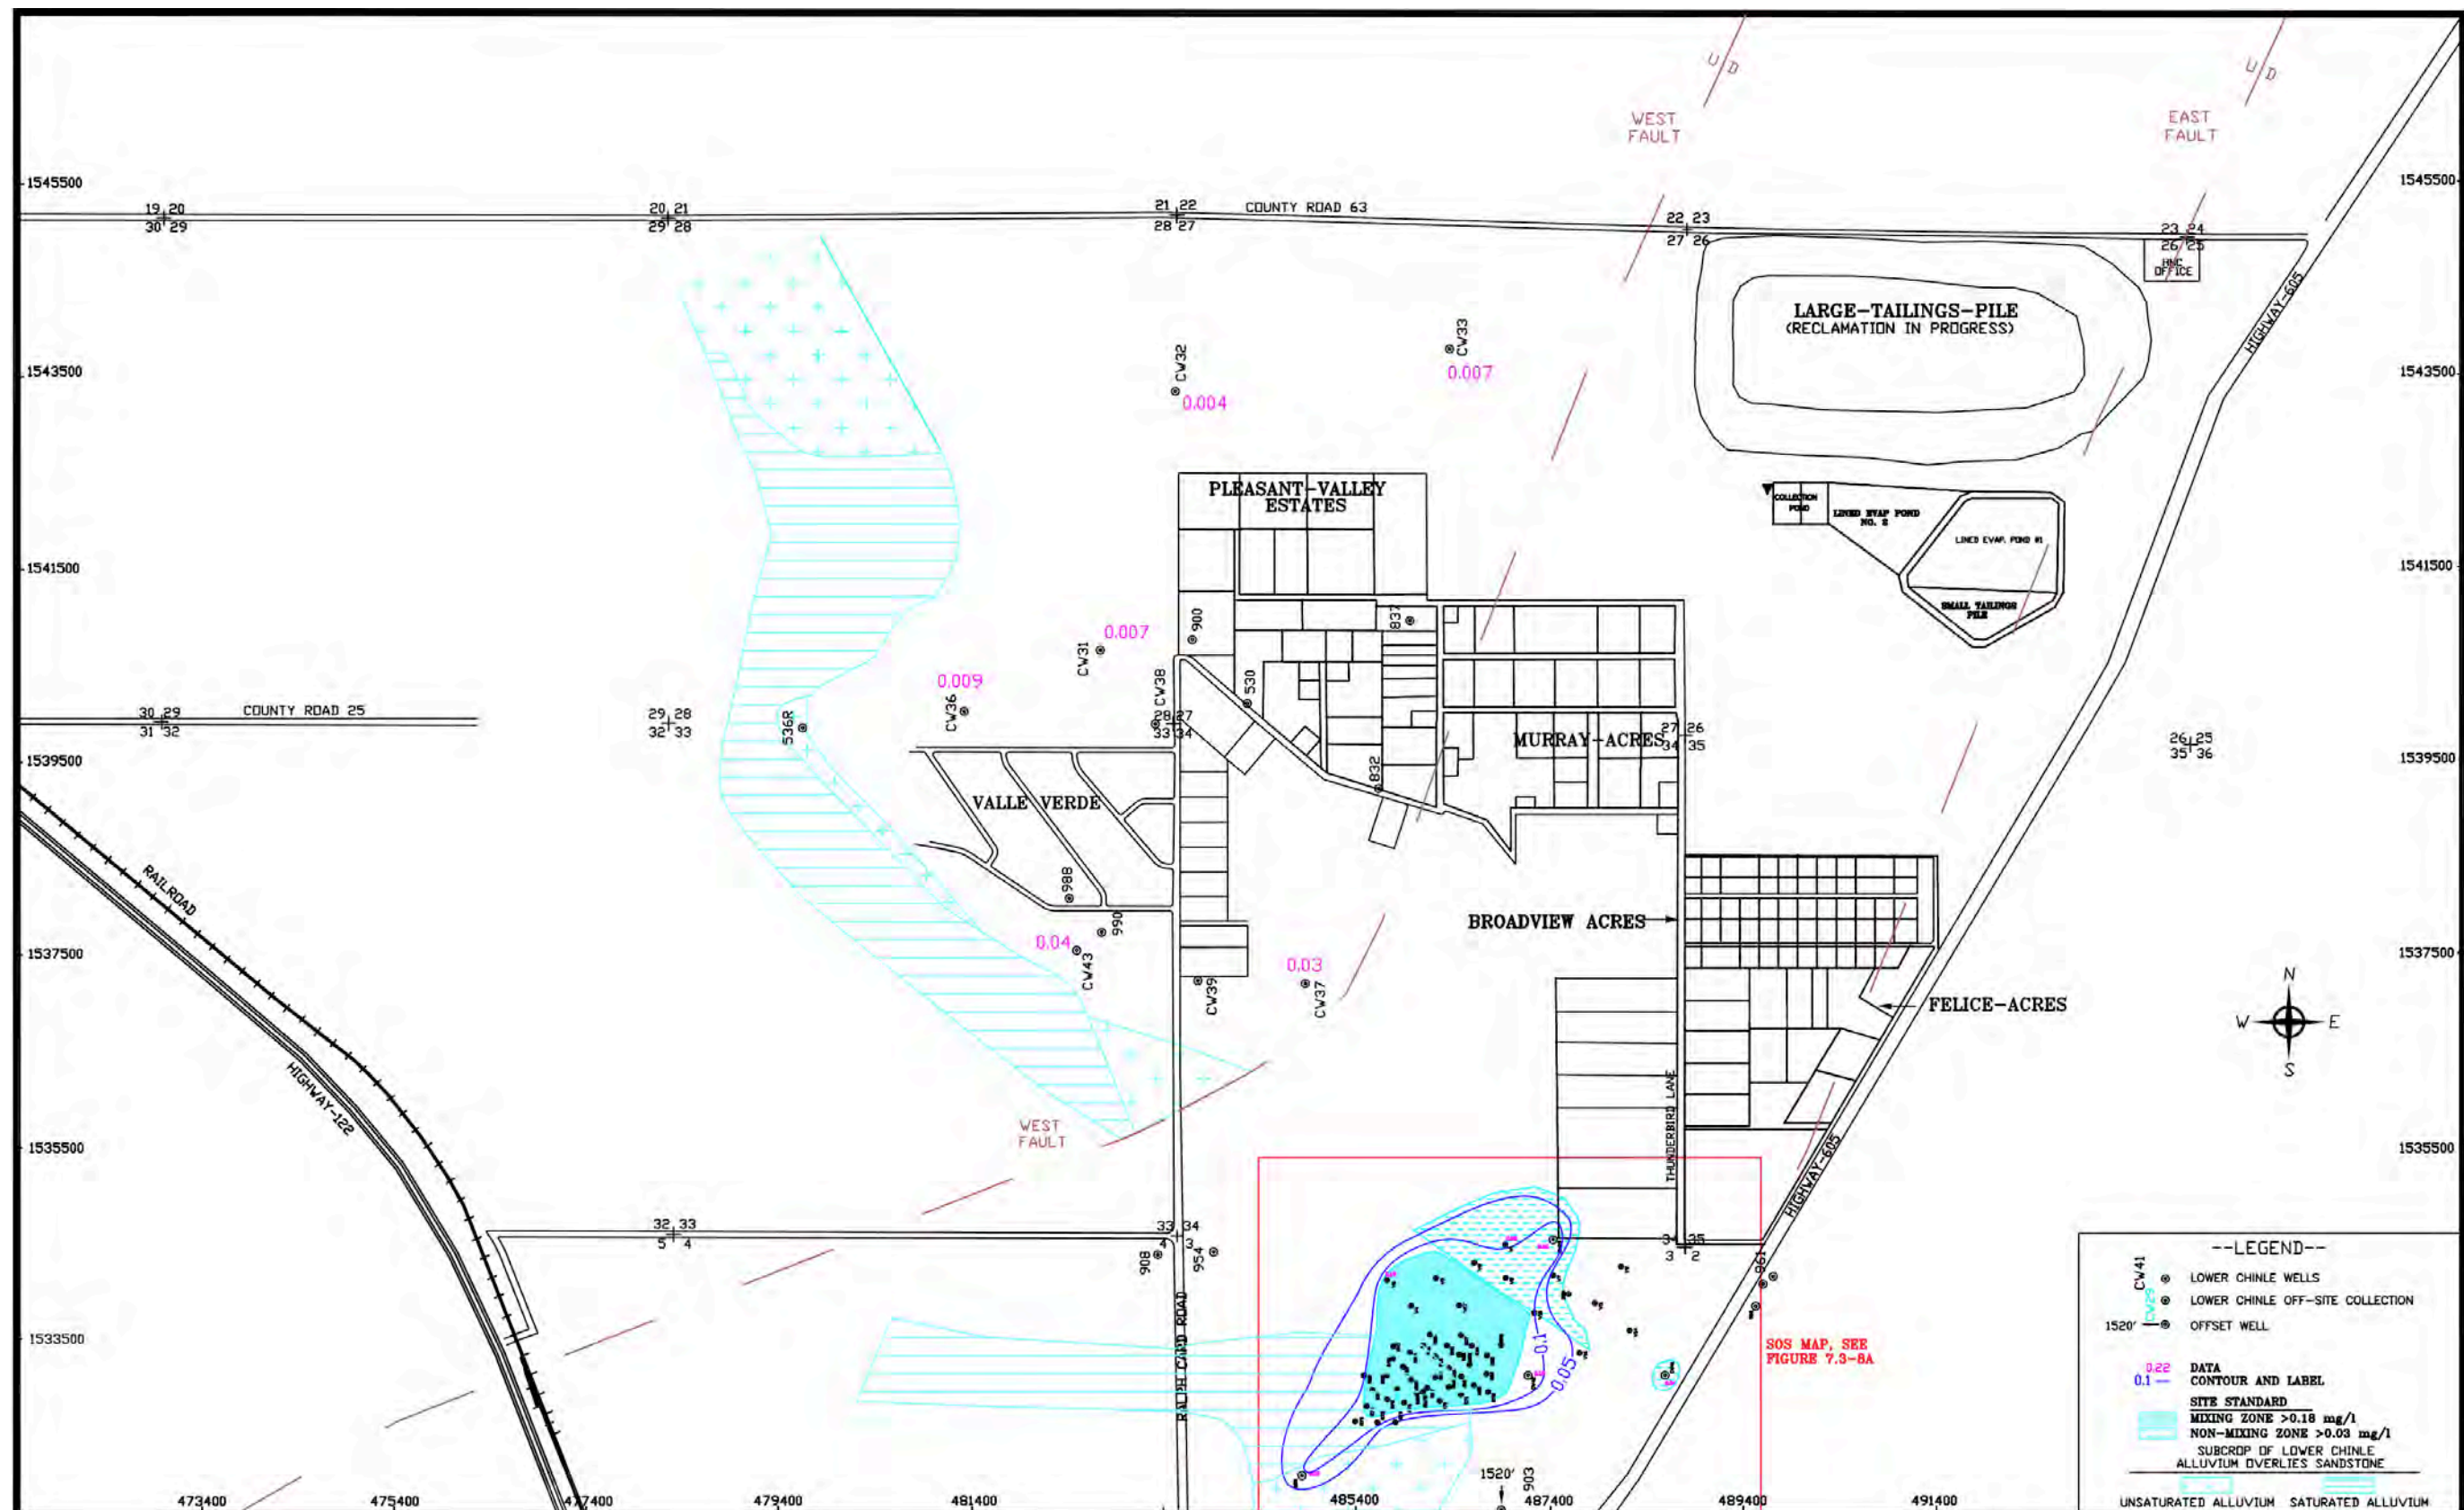 U D
U D
WEST
FAULT
EAST
FAULT
1545500
1545500
19 20
30 29
20 21
29 28
21 22
28 27
COUNTY ROAD 63
22 23
27 26
23 24
26 25
OFFICE
HIGHWAY-605
LARGE-TAILINGS-PILE
(RECLAMATION IN PROGRESS)
CW32
0.004
CW33
0.007
1543500
1543500
PLEASANT-VALLEY
ESTATES
COLLECTION
POND
LINED EVAP POND
NO. 2
LINED EVAP. POND #1
SMALL TAILINGS
PILE
1541500
1541500
837
900
CW31
0.007
CW36
0.009
CW38
530
536R
COUNTY ROAD 25
30 29
31 32
29 28
32 33
28 27
33 34
27 26
34 35
26 25
35 36
MURRAY-ACRES
832
1539500
1539500
VALLE VERDE
RAILROAD
988
990
BROADVIEW ACRES
0.04
CW43
CW39
0.03
CW37
1537500
1537500
FELICE-ACRES
N
W
E
S
HIGHWAY-122
WEST
FAULT
THUNDERBIRD LANE
1535500
1535500
HIGHWAY-605
32 33
5 4
33 34
4 3
34 35
3 2
908
954
961
RALPH CARD ROAD
0.1
0.05
SOS MAP, SEE
FIGURE 7.3-8A
1533500
1520'
903
473400
475400
477400
479400
481400
485400
487400
489400
491400
--LEGEND--
CW41
LOWER CHINLE WELLS
CW29
LOWER CHINLE OFF-SITE COLLECTION
1520'
OFFSET WELL
0.22 DATA
0.1 CONTOUR AND LABEL
SITE STANDARD
MIXING ZONE >0.18 mg/l
NON-MIXING ZONE >0.03 mg/l
SUBCROP OF LOWER CHINLE
ALLUVIUM OVERLIES SANDSTONE
UNSATURATED ALLUVIUM SATURATED ALLUVIUM